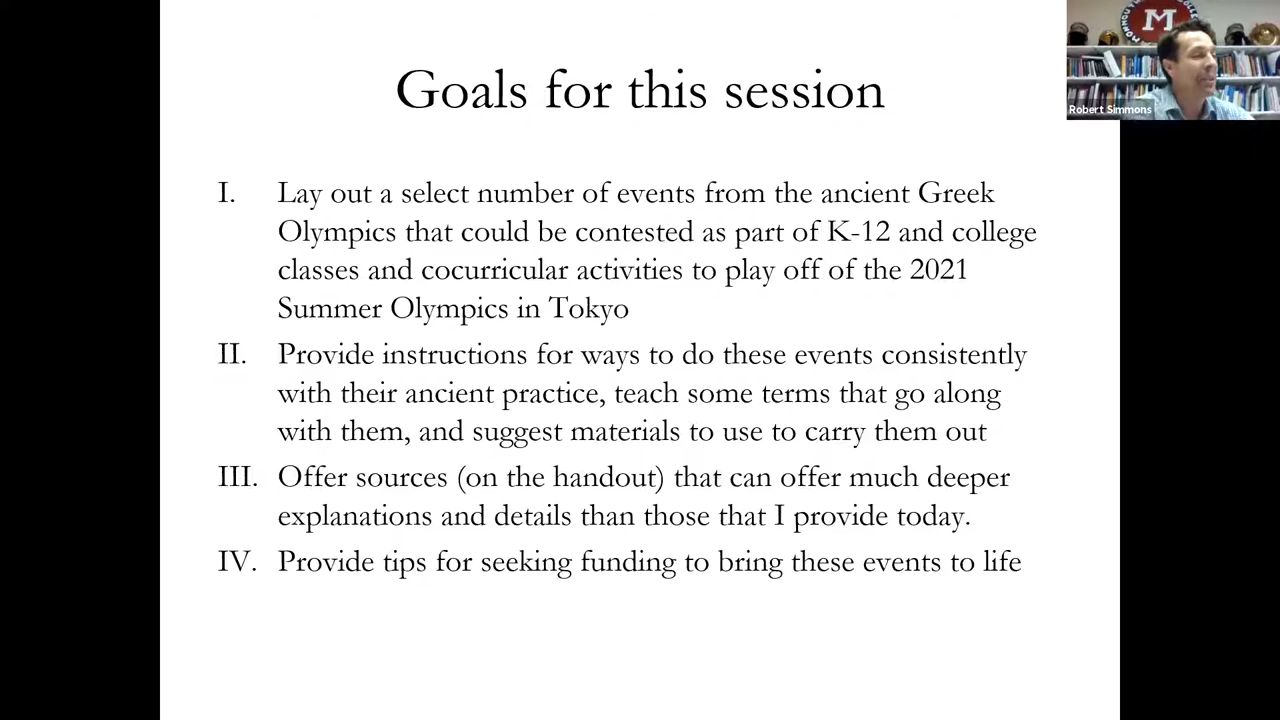 Goals for this session
M
Robert Simmons
I. Lay out a select number of events from the ancient Greek
Olympics that could be contested as part of K-12 and college
classes and cocurricular activities to play off of the 2021
Summer Olympics in Tokyo
II. Provide instructions for ways to do these events consistently
with their ancient practice, teach some terms that go along
with them, and suggest materials to use to carry them out
III. Offer sources (on the handout) that can offer much deeper
explanations and details than those that I provide today.
IV. Provide tips for seeking funding to bring these events to life